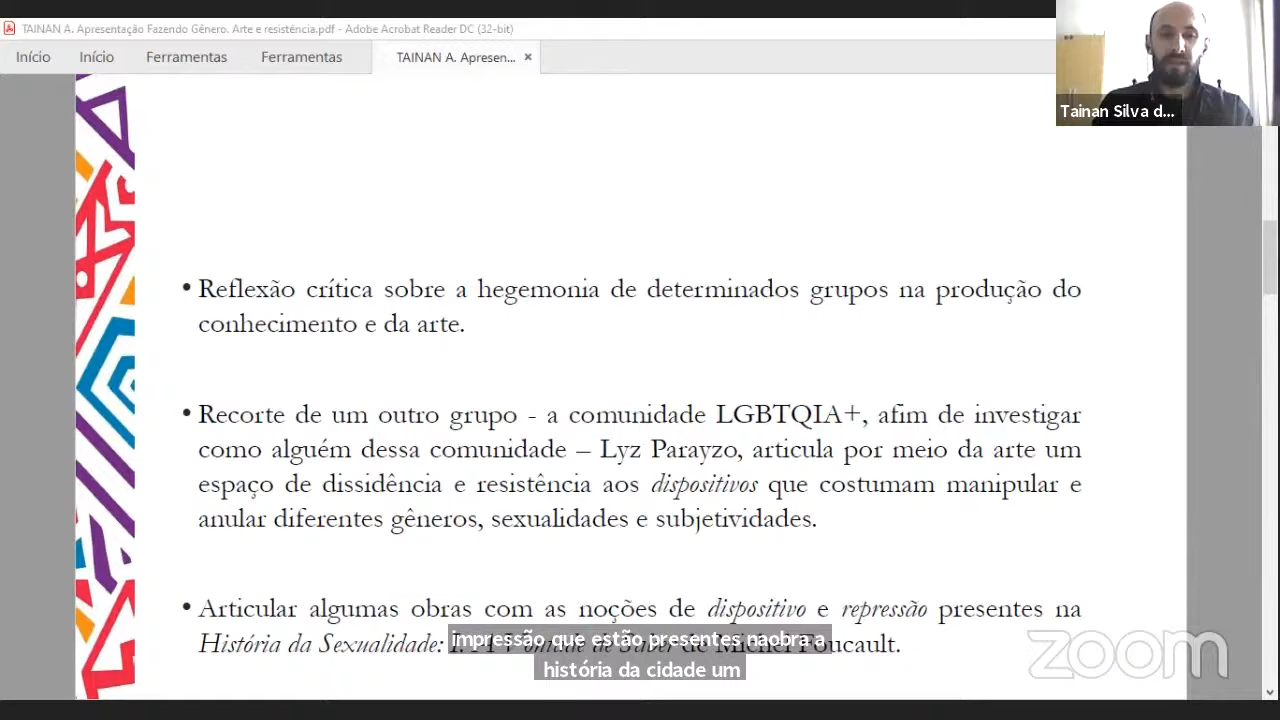 TAINAN A. Apresentação Fazendo Gênero. Arte e resistência.pdf - Adobe Acrobat Reader DC (32-bit)
Início
Início
Ferramentas
Ferramentas
TAINAN A. Apresen...
Tainan Silva d...
• Reflexão crítica sobre a hegemonia de determinados grupos na produção do
conhecimento e da arte.
• Recorte de um outro grupo - a comunidade LGBTQIA+, afim de investigar
como alguém dessa comunidade – Lyz Parayzo, articula por meio da arte um
espaço de dissidência e resistência aos dispositivos que costumam manipular e
anular diferentes gêneros, sexualidades e subjetividades.
• Articular algumas obras com as noções de dispositivo e repressão presentes na
História da Sexualidade: de Michel Foucault.
impressão que estão presentes naobra a
história da cidade um
zoom